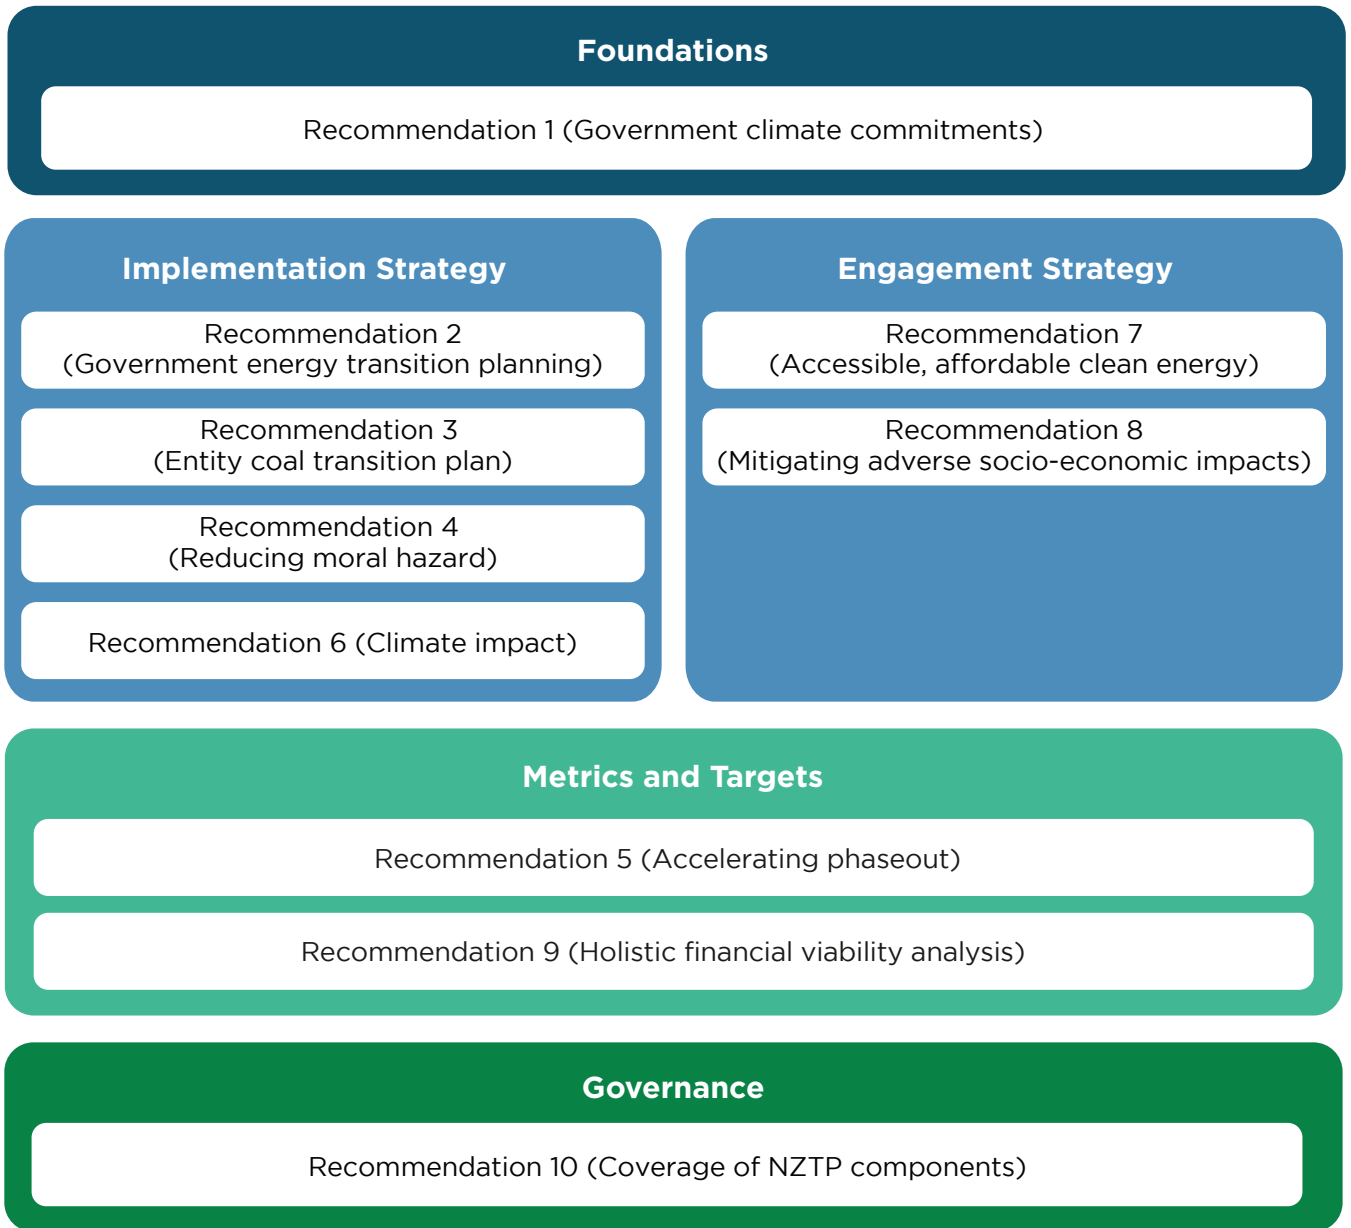 Foundations
Recommendation 1 (Government climate commitments)
Implementation Strategy
Recommendation 2
(Government energy transition planning)
Recommendation 3
(Entity coal transition plan)
Recommendation 4
(Reducing moral hazard)
Recommendation 6 (Climate impact)
Engagement Strategy
Recommendation 7
(Accessible, affordable clean energy)
Recommendation 8
(Mitigating adverse socio-economic impacts)
Metrics and Targets
Recommendation 5 (Accelerating phaseout)
Recommendation 9 (Holistic financial viability analysis)
Governance
Recommendation 10 (Coverage of NZTP components)